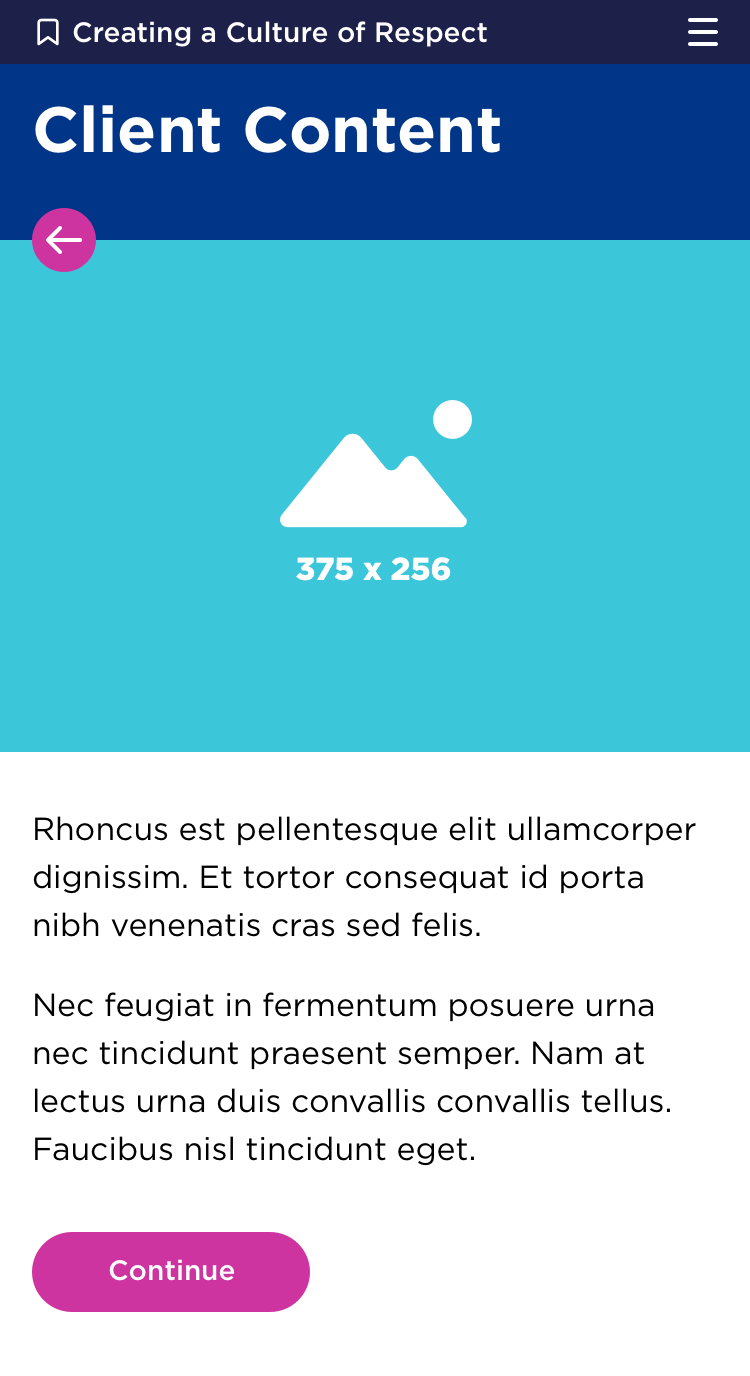 Creating a Culture of Respect
Client Content
375 x 256
Rhoncus est pellentesque elit ullamcorper
dignissim. Et tortor consequat id porta
nibh venenatis cras sed felis.
Nec feugiat in fermentum posuere urna
nec tincidunt praesent semper. Nam at
lectus urna duis convallis convallis tellus.
Faucibus nisl tincidunt eget.
Continue